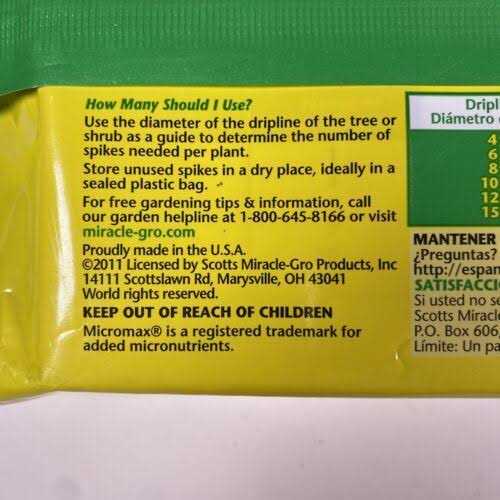 How Many Should I Use?
Use the diameter of the dripline of the tree or
shrub as a guide to determine the number of
spikes needed per plant.
Store unused spikes in a dry place, ideally in a
sealed plastic bag.
For free gardening tips & information, call
our garden helpline at 1-800-645-8166 or visit
miracle-gro.com
Proudly made in the U.S.A.
©2011 Licensed by Scotts Miracle-Gro Products, Inc
14111 Scottslawn Rd, Marysville, OH 43041
World rights reserved.
KEEP OUT OF REACH OF CHILDREN
Micromax® is a registered trademark for
added micronutrients.
Dripl
Diámetro
4
6
8
10
12
15
MANTENER
¿Preguntas?
http://espan
SATISFACCI
Si usted no se
Scotts Miracle
P.O. Box 606,
Límite: Un pa